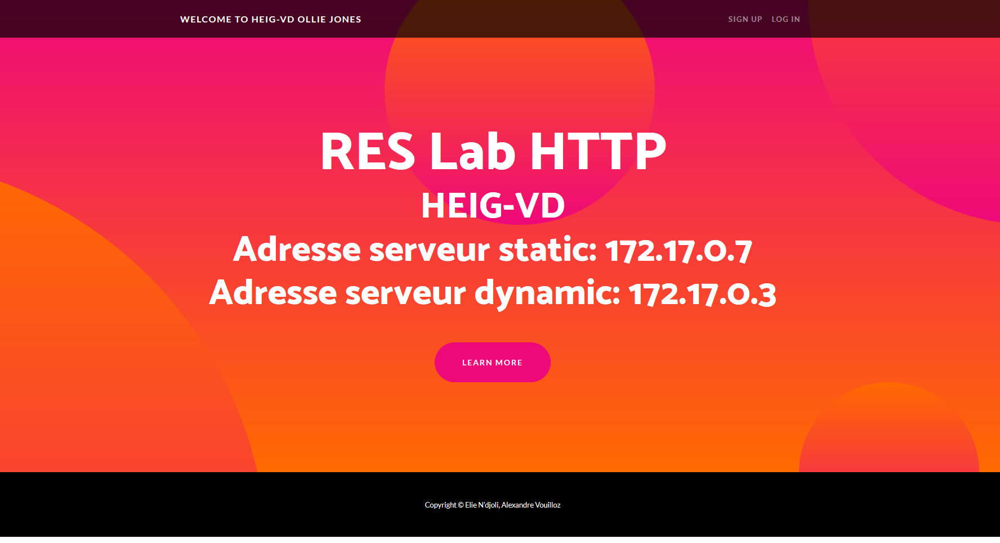 WELCOME TO HEIG-VD OLLIE JONES
SIGN UP LOG IN
RES Lab HTTP
HEIG-VD
Adresse serveur static: 172.17.0.7
Adresse serveur dynamic: 172.17.0.3
LEARN MORE
Copyright © Elie N'djoli, Alexandre Vouilloz